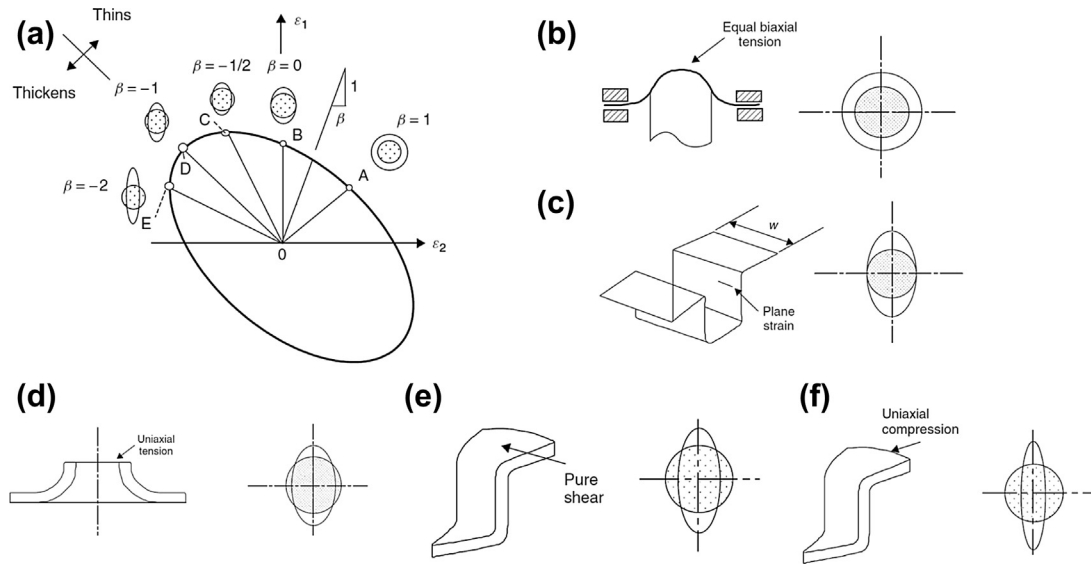 (a)
Thins
Thickens
ε₁
β = −1/2
β = 0
β = −1
1
β
β = 1
C
B
D
A
β = −2
E
ε₂
0
(b)
Equal biaxial
tension
(c)
w
Plane
strain
(d)
Uniaxial
tension
(e)
Pure
shear
(f)
Uniaxial
compression